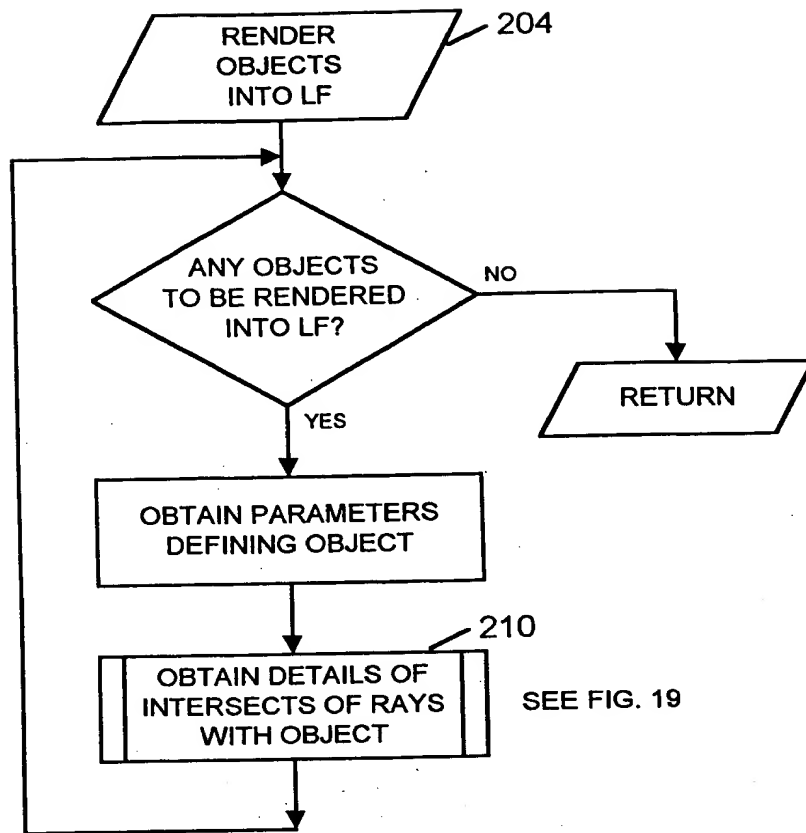 RENDER
OBJECTS
INTO LF
204
ANY OBJECTS
TO BE RENDERED
INTO LF?
NO
RETURN
YES
OBTAIN PARAMETERS
DEFINING OBJECT
210
OBTAIN DETAILS OF
INTERSECTS OF RAYS
WITH OBJECT
SEE FIG. 19